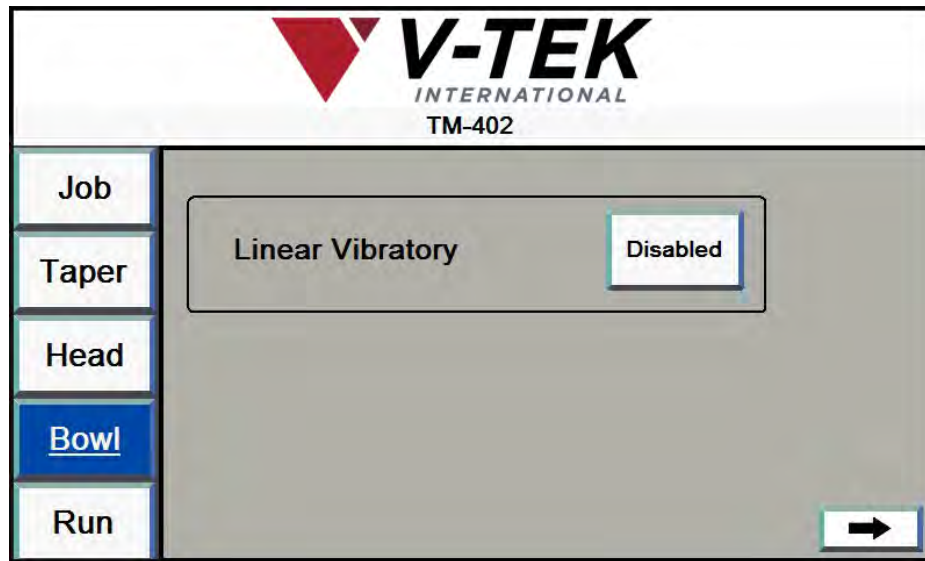 V-TEK
INTERNATIONAL
TM-402
Job
Linear Vibratory
Disabled
Taper
Head
Bowl
Run